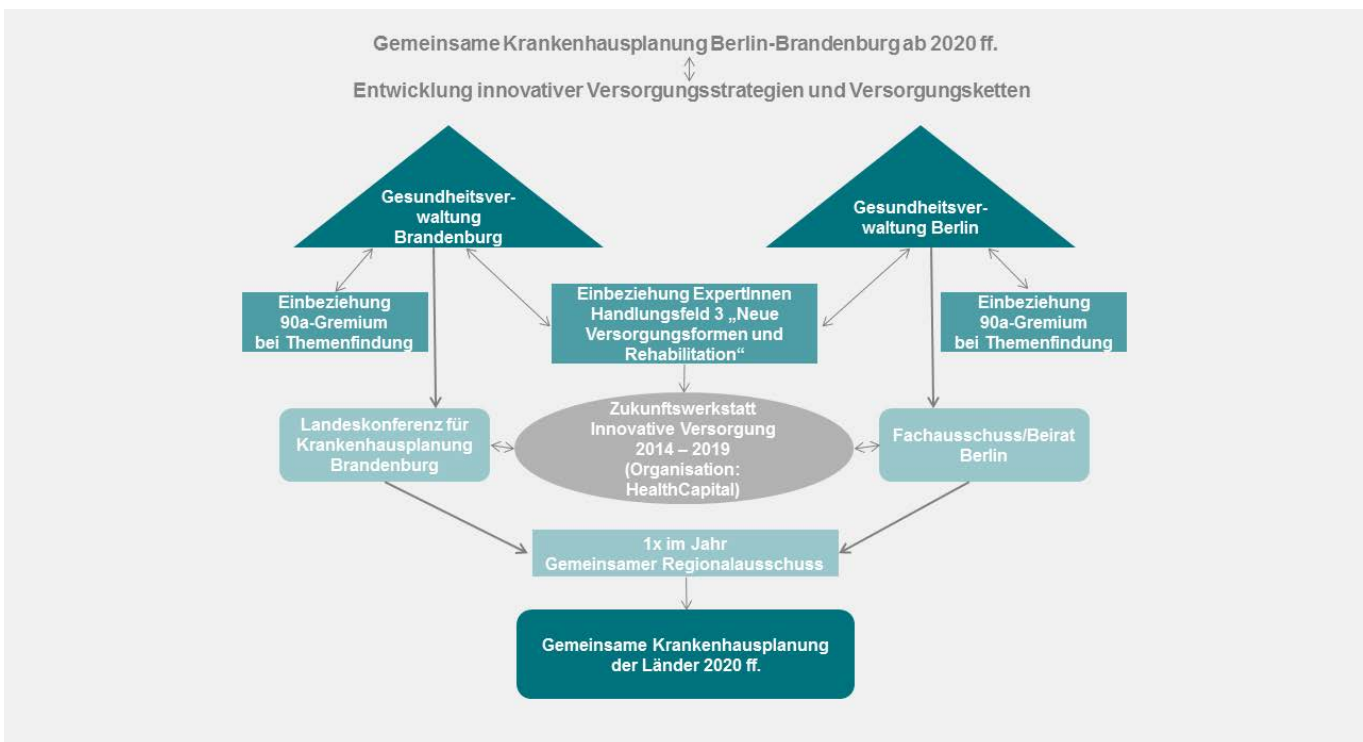 Gemeinsame Krankenhausplanung Berlin-Brandenburg ab 2020 ff.
Entwicklung innovativer Versorgungsstrategien und Versorgungsketten
Gesundheitsver-
waltung
Brandenburg
Gesundheitsver-
waltung Berlin
Einbeziehung
90a-Gremium
bei Themenfindung
Einbeziehung ExpertInnen
Handlungsfeld 3 „Neue
Versorgungsformen und
Rehabilitation“
Einbeziehung
90a-Gremium
bei Themenfindung
Landeskonferenz für
Krankenhausplanung
Brandenburg
Zukunftswerkstatt
Innovative Versorgung
2014 – 2019
(Organisation:
HealthCapital)
Fachausschuss/Beirat
Berlin
1x im Jahr
Gemeinsamer Regionalausschuss
Gemeinsame Krankenhausplanung
der Länder 2020 ff.